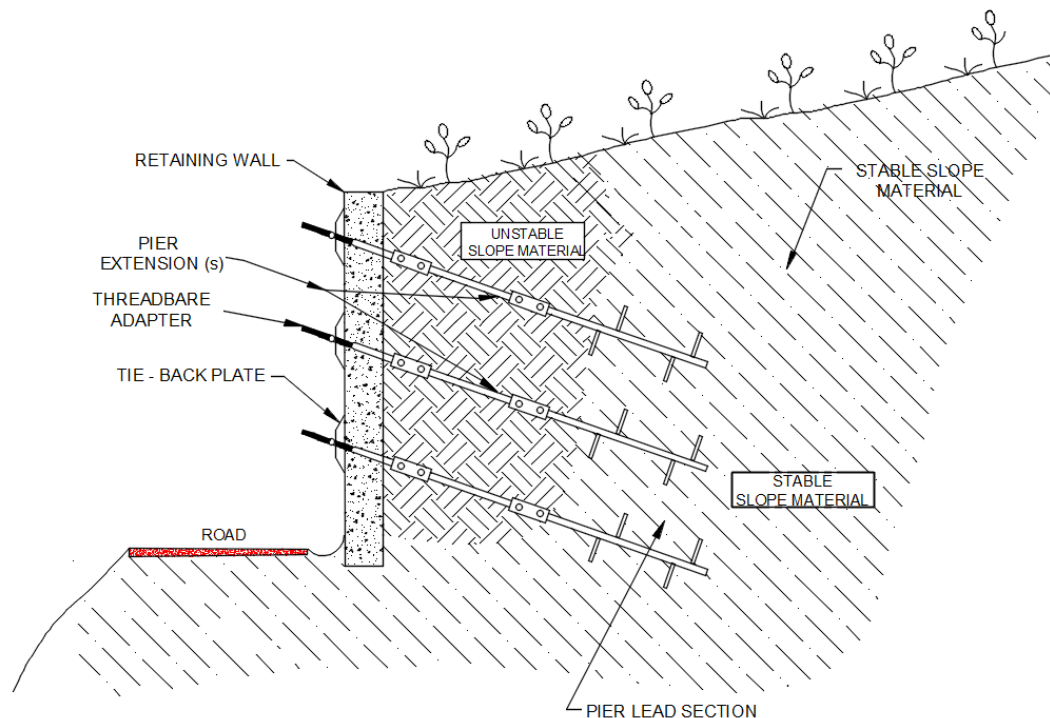 RETAINING WALL
PIER
EXTENSION (s)
THREADBARE
ADAPTER
TIE - BACK PLATE
ROAD
UNSTABLE
SLOPE MATERIAL
STABLE SLOPE
MATERIAL
STABLE
SLOPE MATERIAL
PIER LEAD SECTION